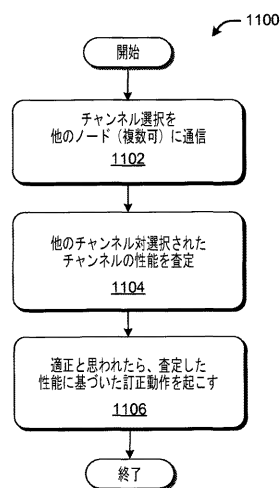 1100
開始
チャンネル選択を
他のノード（複数可）に通信
1102
他のチャンネル対選択された
チャンネルの性能を査定
1104
適正と思われたら、査定した
性能に基づいた訂正動作を起こす
1106
終了